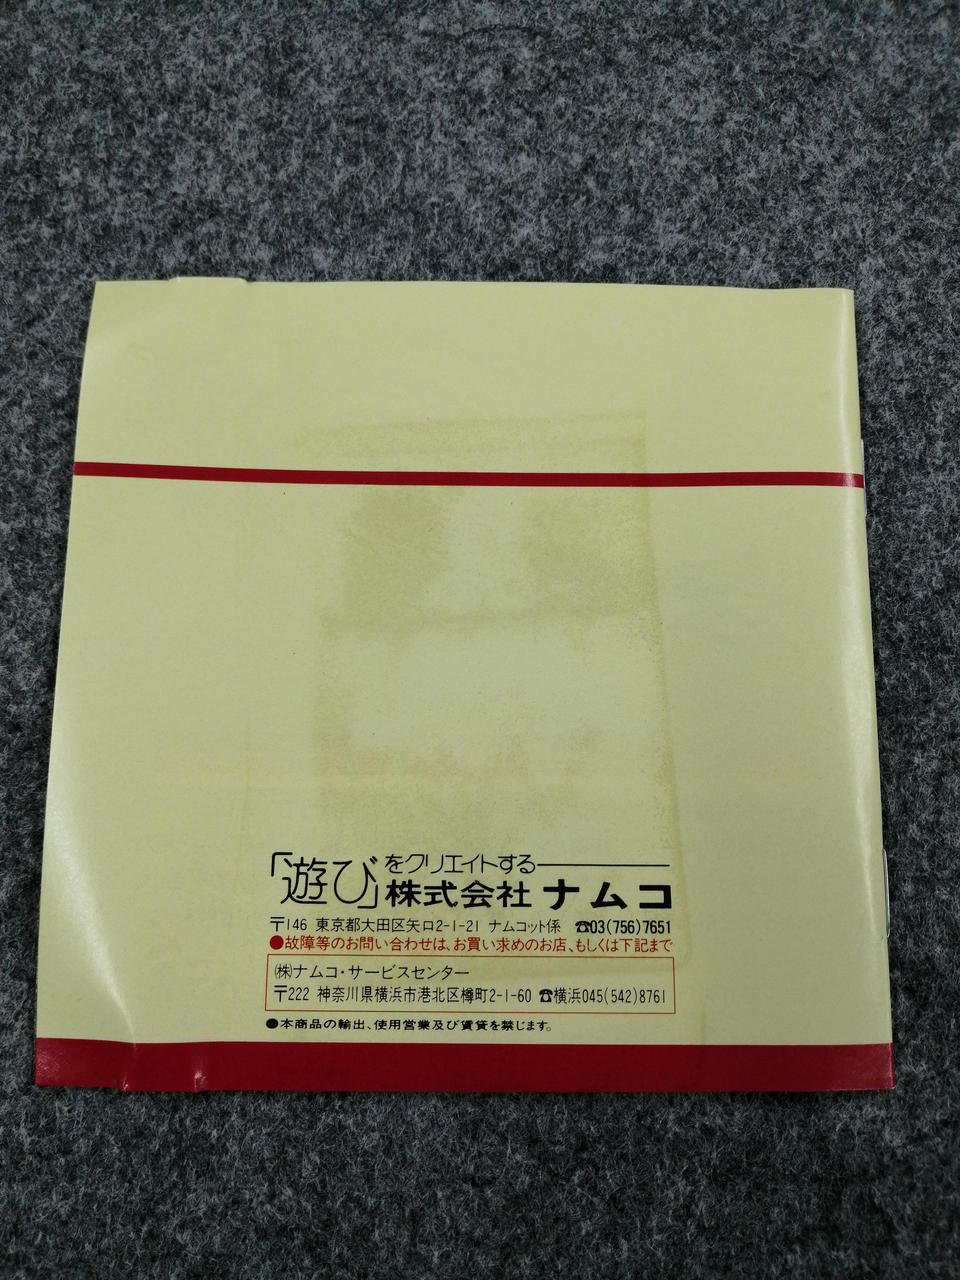 「遊び」をクリエイトする
株式会社 ナムコ
〒146 東京都大田区矢口2-1-21 ナムコット係 ☎03(756)7651
●故障等のお問い合わせは、お買い求めのお店、もしくは下記まで
㈱ナムコ・サービスセンター
〒222 神奈川県横浜市港北区樽町2-1-60 ☎横浜045(542)8761
●本商品の輸出、使用営業及び賃貸を禁じます。